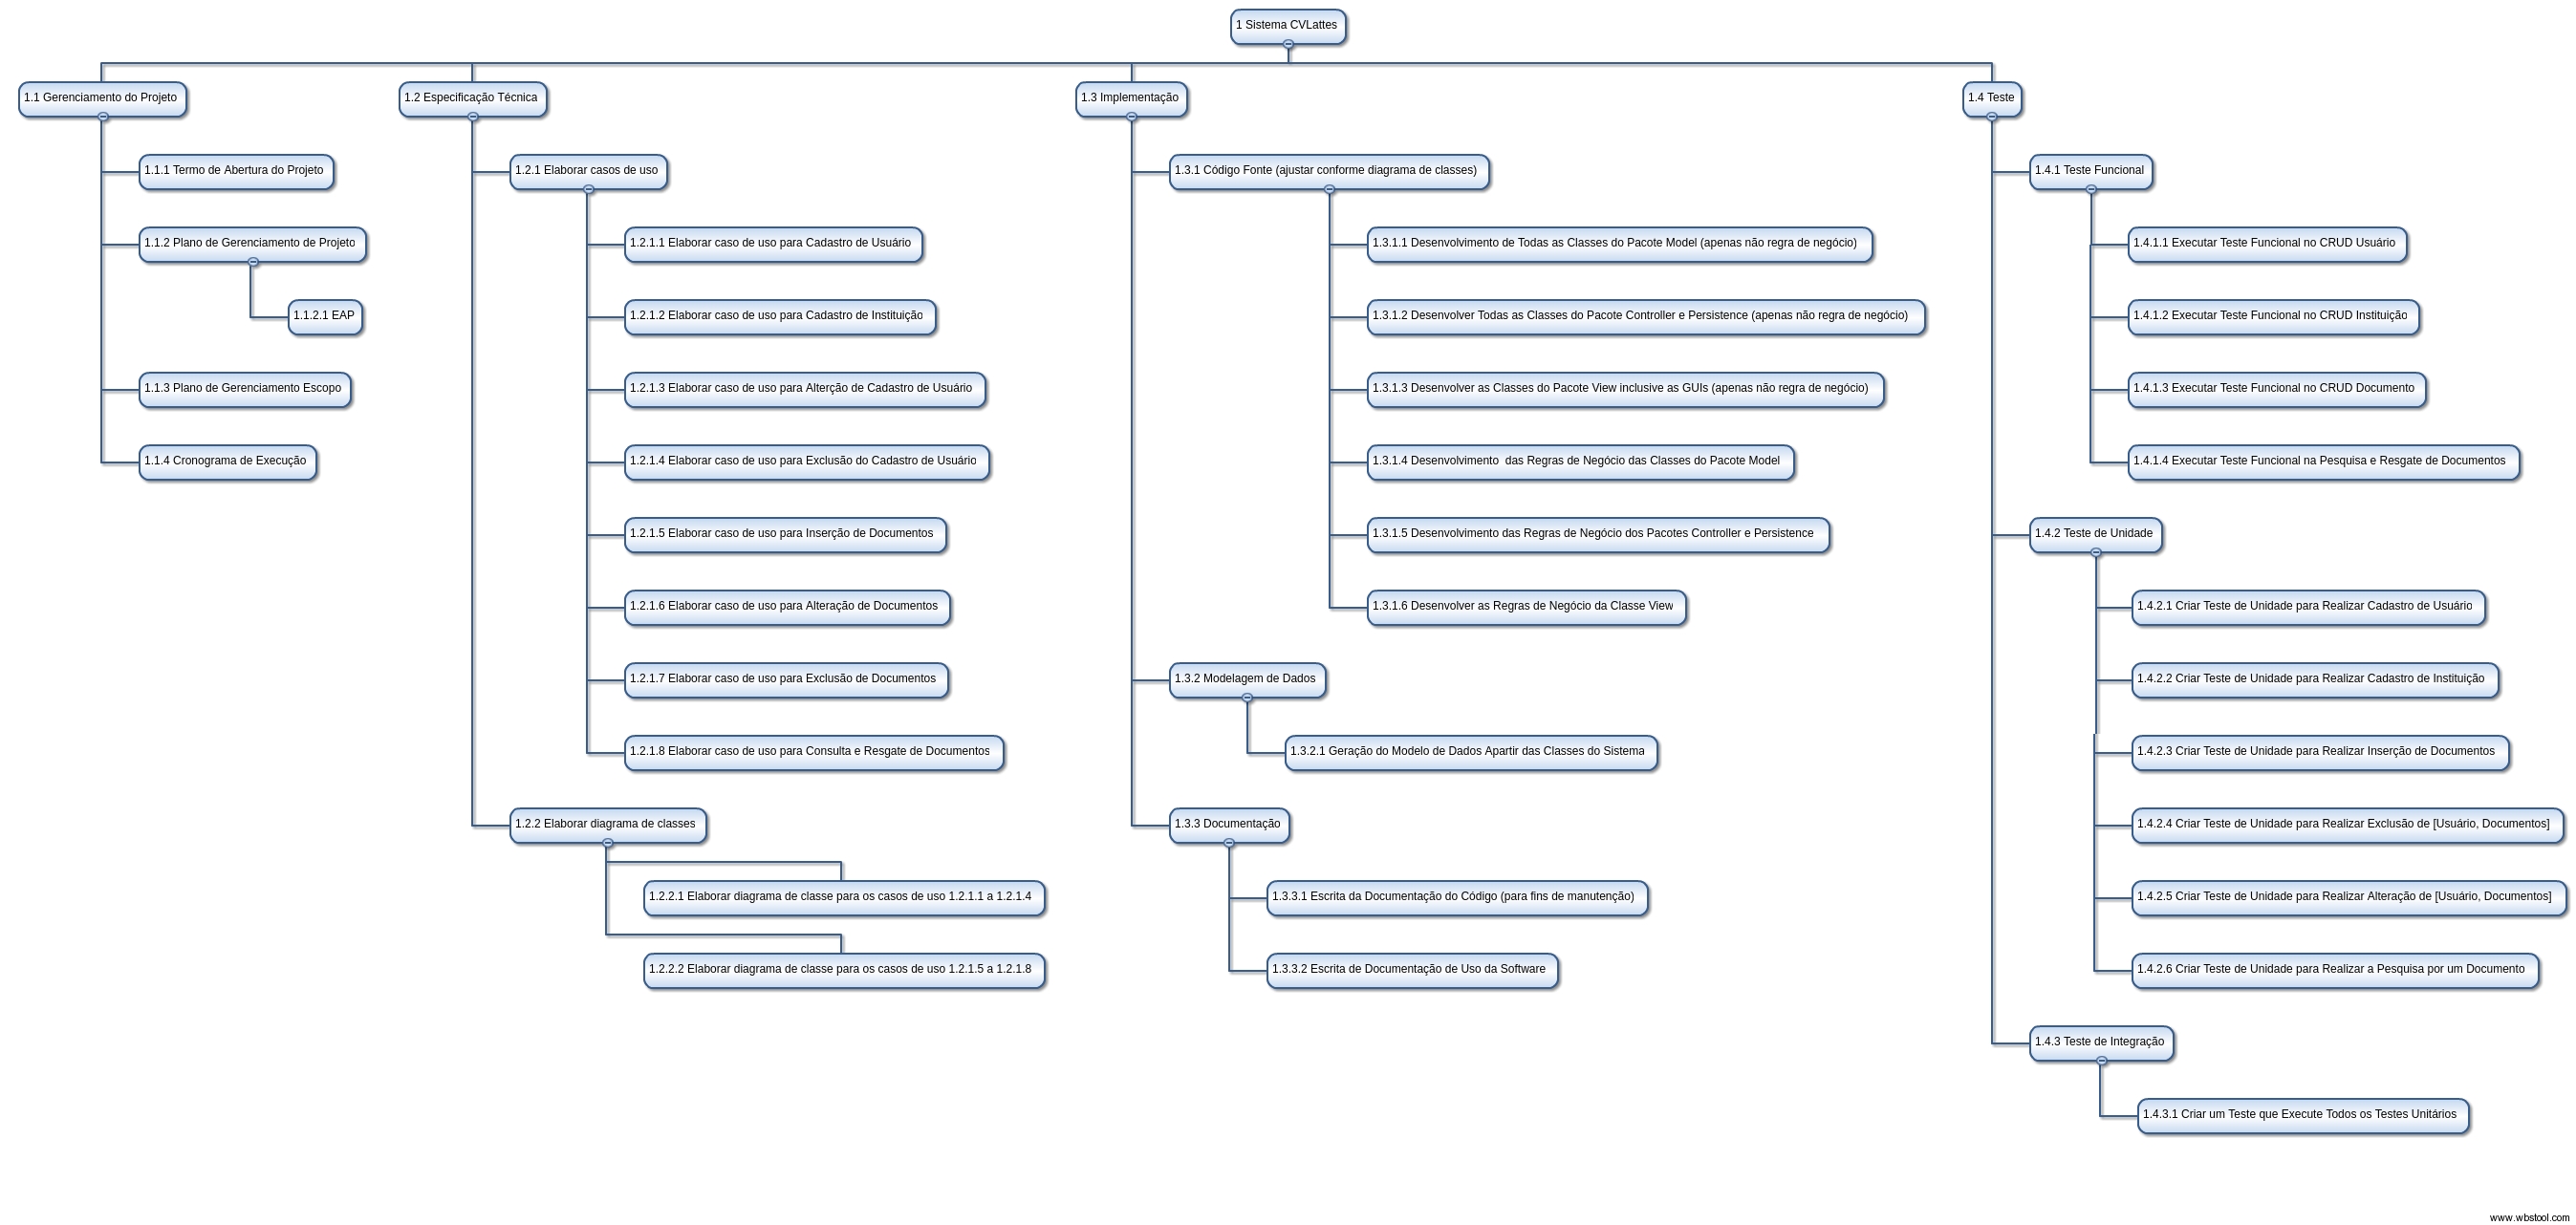 1 Sistema CVLattes
1.1 Gerenciamento do Projeto
1.1.1 Termo de Abertura do Projeto
1.1.2 Plano de Gerenciamento de Projeto
1.1.2.1 EAP
1.1.3 Plano de Gerenciamento Escopo
1.1.4 Cronograma de Execução
1.2 Especificação Técnica
1.2.1 Elaborar casos de uso
1.2.1.1 Elaborar caso de uso para Cadastro de Usuário
1.2.1.2 Elaborar caso de uso para Cadastro de Instituição
1.2.1.3 Elaborar caso de uso para Alterção de Cadastro de Usuário
1.2.1.4 Elaborar caso de uso para Exclusão do Cadastro de Usuário
1.2.1.5 Elaborar caso de uso para Inserção de Documentos
1.2.1.6 Elaborar caso de uso para Alteração de Documentos
1.2.1.7 Elaborar caso de uso para Exclusão de Documentos
1.2.1.8 Elaborar caso de uso para Consulta e Resgate de Documentos
1.2.2 Elaborar diagrama de classes
1.2.2.1 Elaborar diagrama de classe para os casos de uso 1.2.1.1 a 1.2.1.4
1.2.2.2 Elaborar diagrama de classe para os casos de uso 1.2.1.5 a 1.2.1.8
1.3 Implementação
1.3.1 Código Fonte (ajustar conforme diagrama de classes)
1.3.1.1 Desenvolvimento de Todas as Classes do Pacote Model (apenas não regra de negócio)
1.3.1.2 Desenvolver Todas as Classes do Pacote Controller e Persistence (apenas não regra de negócio)
1.3.1.3 Desenvolver as Classes do Pacote View inclusive as GUIs (apenas não regra de negócio)
1.3.1.4 Desenvolvimento  das Regras de Negócio das Classes do Pacote Model
1.3.1.5 Desenvolvimento das Regras de Negócio dos Pacotes Controller e Persistence
1.3.1.6 Desenvolver as Regras de Negócio da Classe View
1.3.2 Modelagem de Dados
1.3.2.1 Geração do Modelo de Dados Apartir das Classes do Sistema
1.3.3 Documentação
1.3.3.1 Escrita da Documentação do Código (para fins de manutenção)
1.3.3.2 Escrita de Documentação de Uso da Software
1.4 Teste
1.4.1 Teste Funcional
1.4.1.1 Executar Teste Funcional no CRUD Usuário
1.4.1.2 Executar Teste Funcional no CRUD Instituição
1.4.1.3 Executar Teste Funcional no CRUD Documento
1.4.1.4 Executar Teste Funcional na Pesquisa e Resgate de Documentos
1.4.2 Teste de Unidade
1.4.2.1 Criar Teste de Unidade para Realizar Cadastro de Usuário
1.4.2.2 Criar Teste de Unidade para Realizar Cadastro de Instituição
1.4.2.3 Criar Teste de Unidade para Realizar Inserção de Documentos
1.4.2.4 Criar Teste de Unidade para Realizar Exclusão de [Usuário, Documentos]
1.4.2.5 Criar Teste de Unidade para Realizar Alteração de [Usuário, Documentos]
1.4.2.6 Criar Teste de Unidade para Realizar a Pesquisa por um Documento
1.4.3 Teste de Integração
1.4.3.1 Criar um Teste que Execute Todos os Testes Unitários
www.wbstool.com